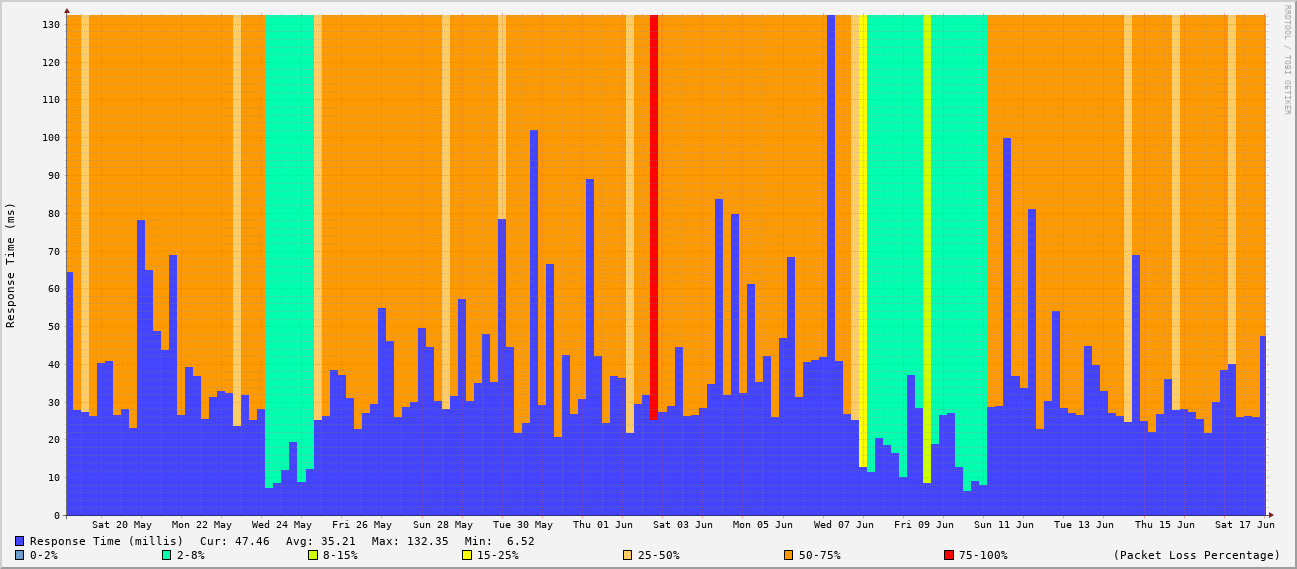 RRDTOOL / TOBI OETIKER
Response Time (ms)
130
120
110
100
90
80
70
60
50
40
30
20
10
0
Sat 20 May Mon 22 May Wed 24 May Fri 26 May Sun 28 May Tue 30 May Thu 01 Jun Sat 03 Jun Mon 05 Jun Wed 07 Jun Fri 09 Jun Sun 11 Jun Tue 13 Jun Thu 15 Jun Sat 17 Jun
Response Time (millis) Cur: 47.46 Avg: 35.21 Max: 132.35 Min: 6.52
0-2% 2-8% 8-15% 15-25% 25-50% 50-75% 75-100% (Packet Loss Percentage)